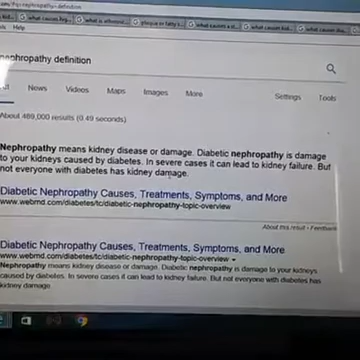 nephropathy definition
News Videos Maps Images More Settings Tools
About 489,000 results (0.49 seconds)
Nephropathy means kidney disease or damage. Diabetic nephropathy is damage
to your kidneys caused by diabetes. In severe cases it can lead to kidney failure. But
not everyone with diabetes has kidney damage.
Diabetic Nephropathy Causes, Treatments, Symptoms, and More
www.webmd.com/diabetes/tc/diabetic-nephropathy-topic-overview
About this result • Feedback
Diabetic Nephropathy Causes, Treatments, Symptoms, and More
www.webmd.com/diabetes/tc/diabetic-nephropathy-topic-overview
Nephropathy means kidney disease or damage. Diabetic nephropathy is damage to your kidneys
caused by diabetes. In severe cases it can lead to kidney failure. But not everyone with diabetes has
kidney damage